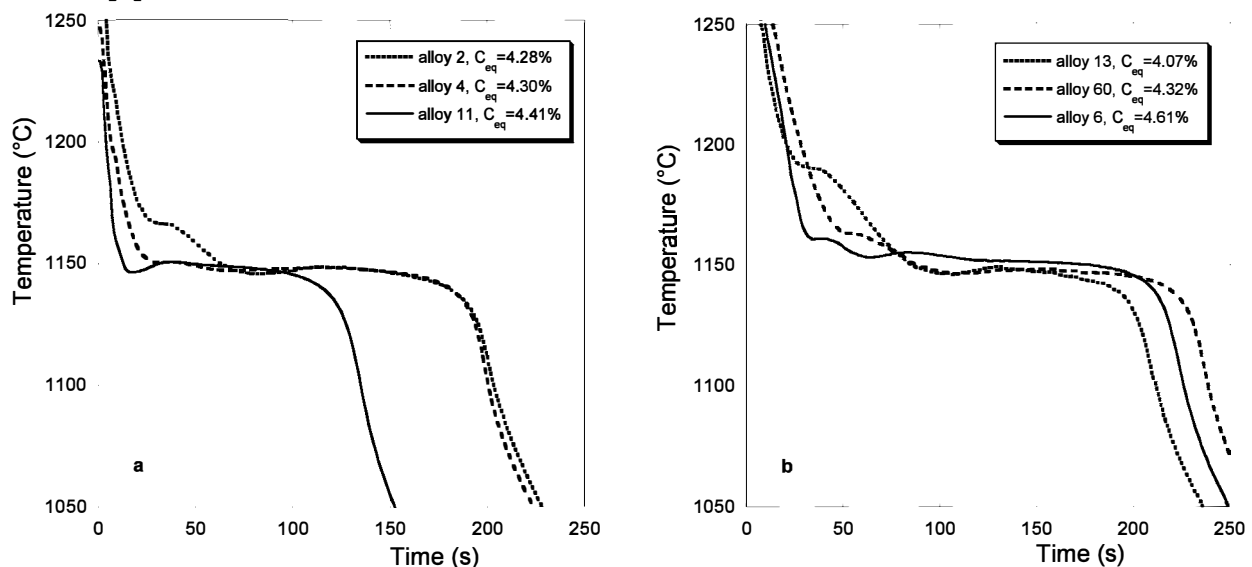 1250
1200
1150
1100
1050
Temperature (°C)
alloy 2, Ceq=4.28%
alloy 4, Ceq=4.30%
alloy 11, Ceq=4.41%
a
0 50 100 150 200 250
Time (s)
1250
1200
1150
1100
1050
Temperature (°C)
alloy 13, Ceq=4.07%
alloy 60, Ceq=4.32%
alloy 6, Ceq=4.61%
b
0 50 100 150 200 250
Time (s)